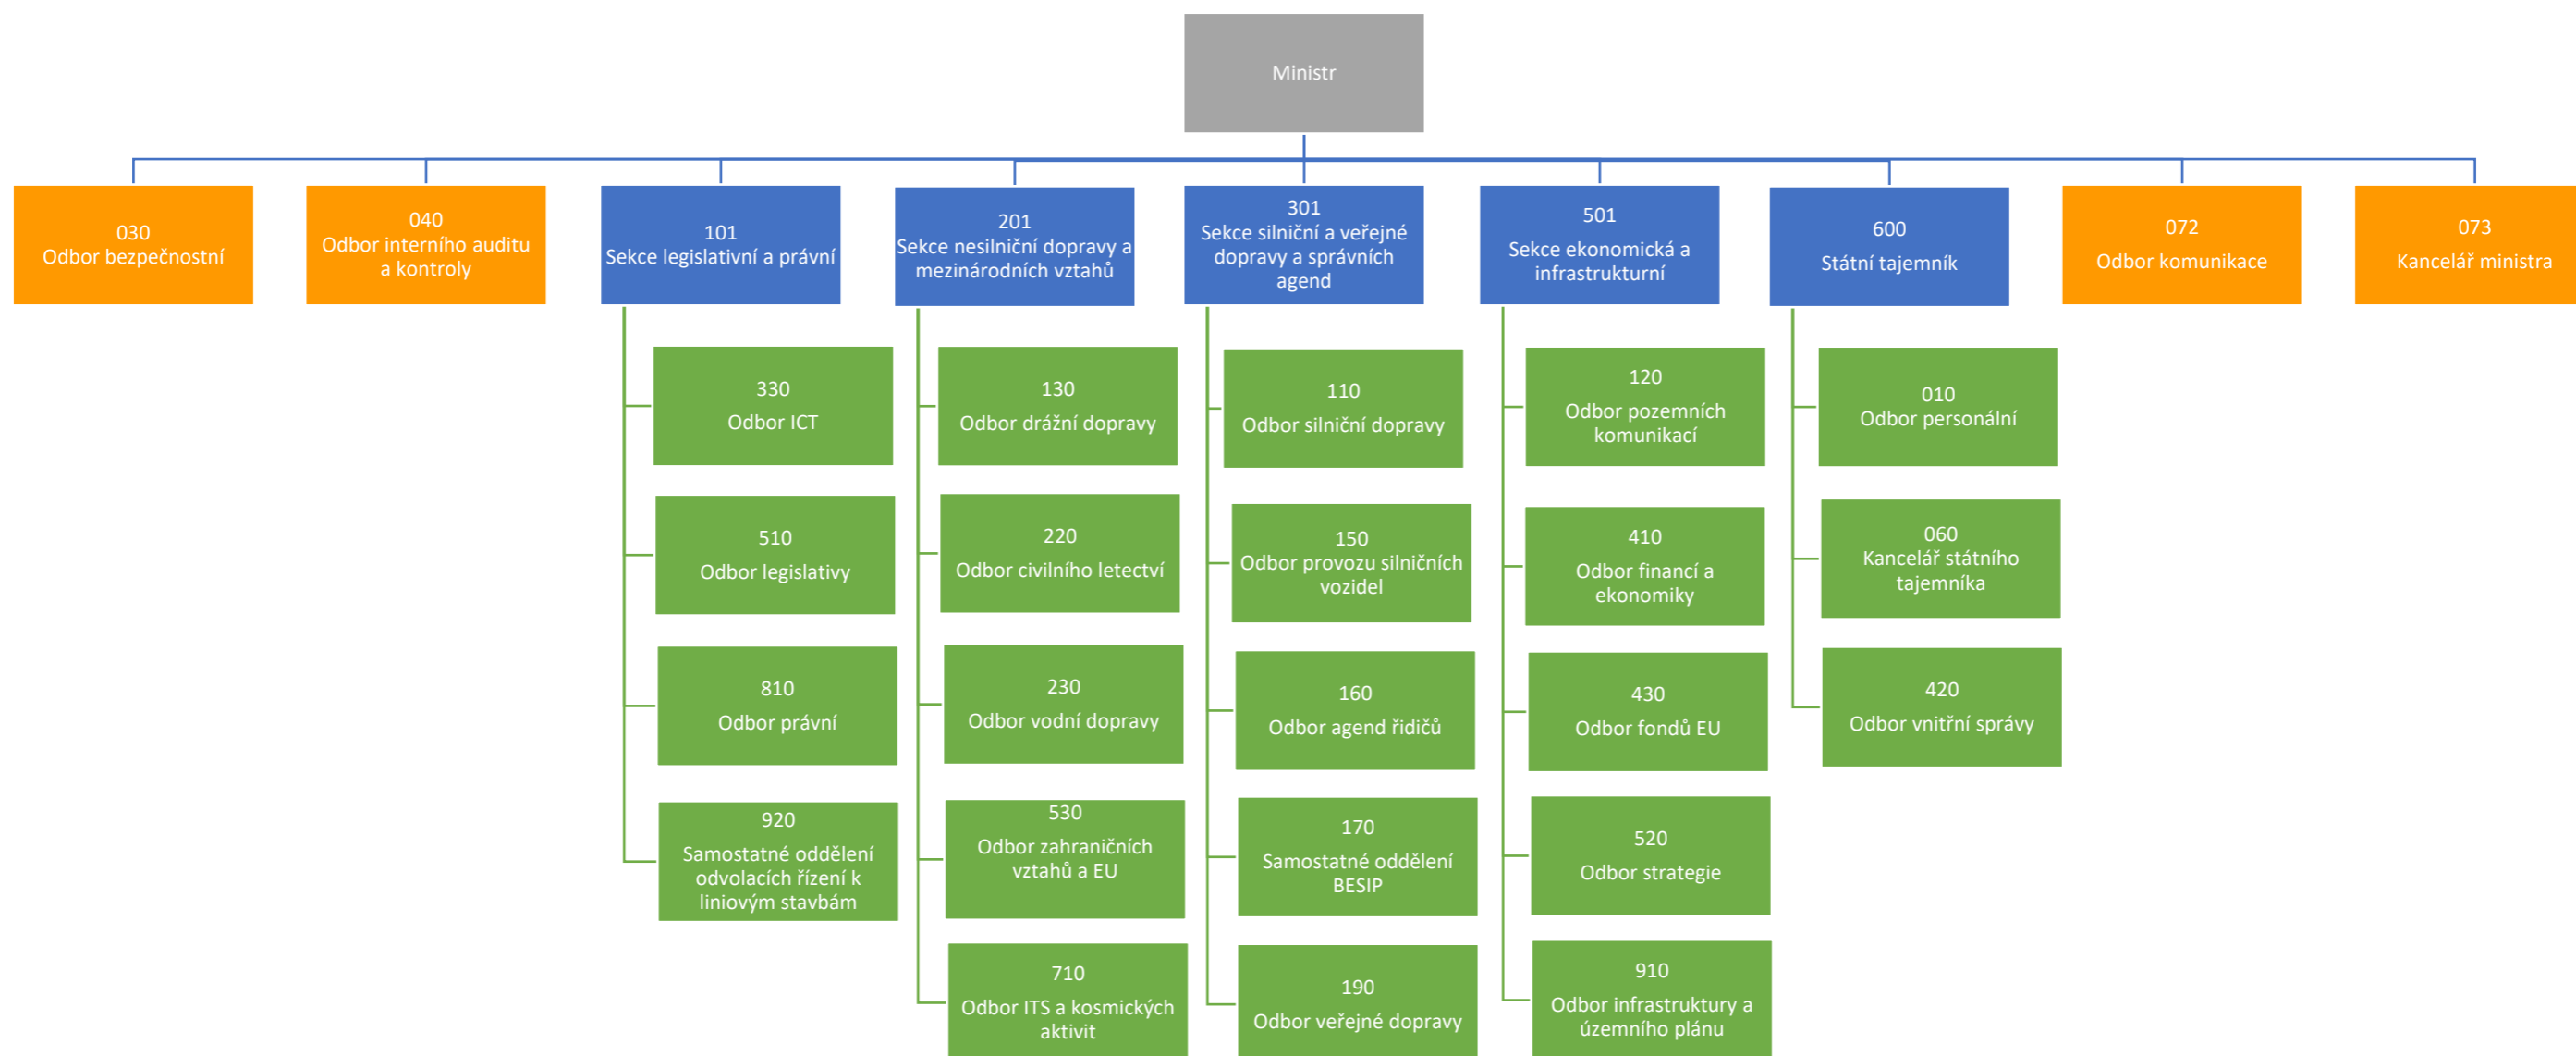 Ministr
030
Odbor bezpečnostní
040
Odbor interního auditu
a kontroly
101
Sekce legislativní a právní
201
Sekce nesilniční dopravy a
mezinárodních vztahů
301
Sekce silniční a veřejné
dopravy a správních
agend
501
Sekce ekonomická a
infrastrukturní
600
Státní tajemník
072
Odbor komunikace
073
Kancelář ministra
330
Odbor ICT
510
Odbor legislativy
810
Odbor právní
920
Samostatné oddělení
odvolacích řízení k
liniovým stavbám
130
Odbor drážní dopravy
220
Odbor civilního letectví
230
Odbor vodní dopravy
530
Odbor zahraničních
vztahů a EU
710
Odbor ITS a kosmických
aktivit
110
Odbor silniční dopravy
150
Odbor provozu silničních
vozidel
160
Odbor agend řidičů
170
Samostatné oddělení
BESIP
190
Odbor veřejné dopravy
120
Odbor pozemních
komunikací
410
Odbor financí a
ekonomiky
430
Odbor fondů EU
520
Odbor strategie
910
Odbor infrastruktury a
územního plánu
010
Odbor personální
060
Kancelář státního
tajemníka
420
Odbor vnitřní správy